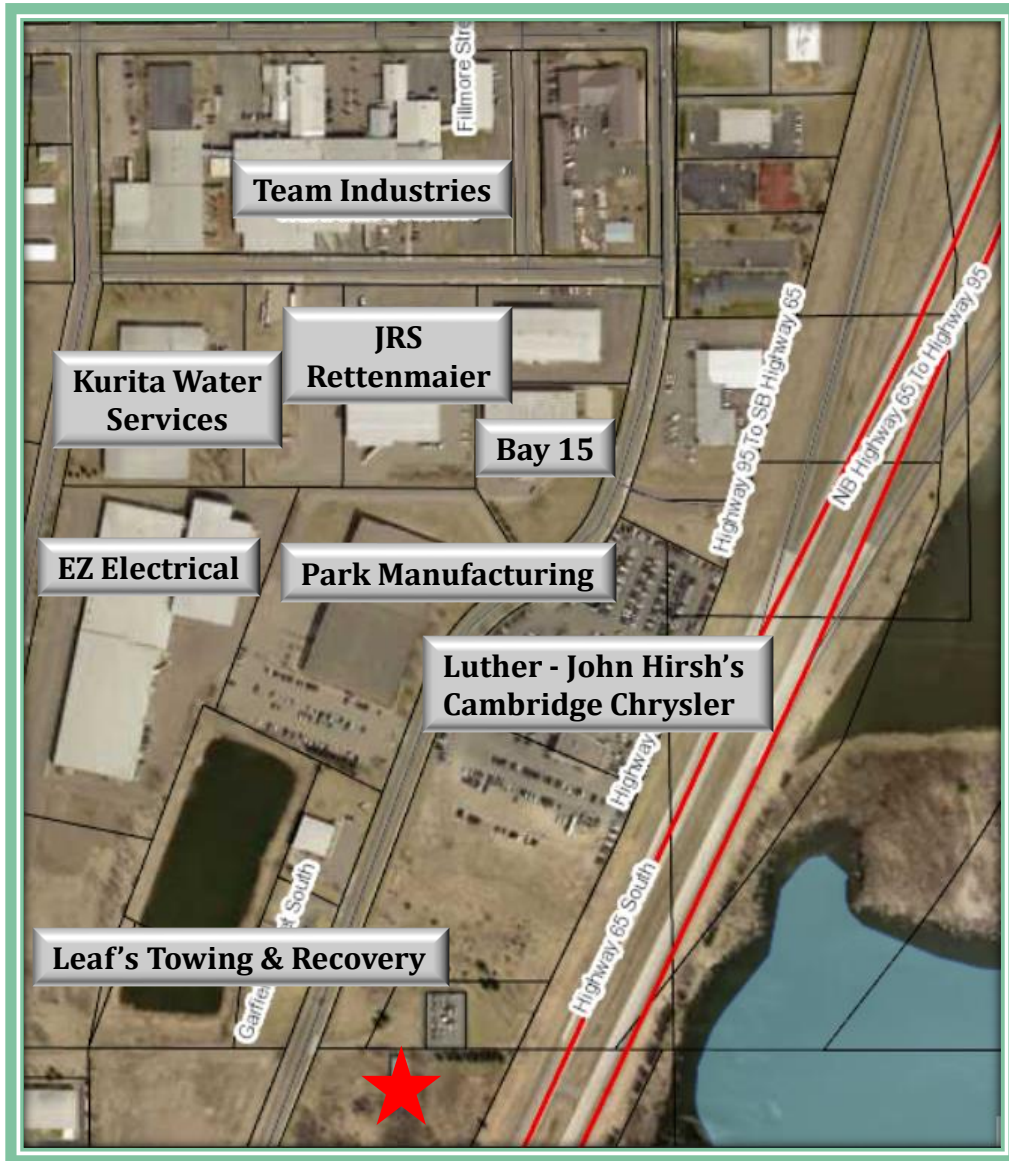 Fillmore Stre
Team Industries
Highway 95 To SB Highway 65
NB Highway 65 To Highway 95
JRS
Rettenmaier
Kurita Water
Services
Bay 15
EZ Electrical
Park Manufacturing
Luther - John Hirsh's
Cambridge Chrysler
Highway
Highway 65 South
Leaf's Towing & Recovery
Garfie
et South